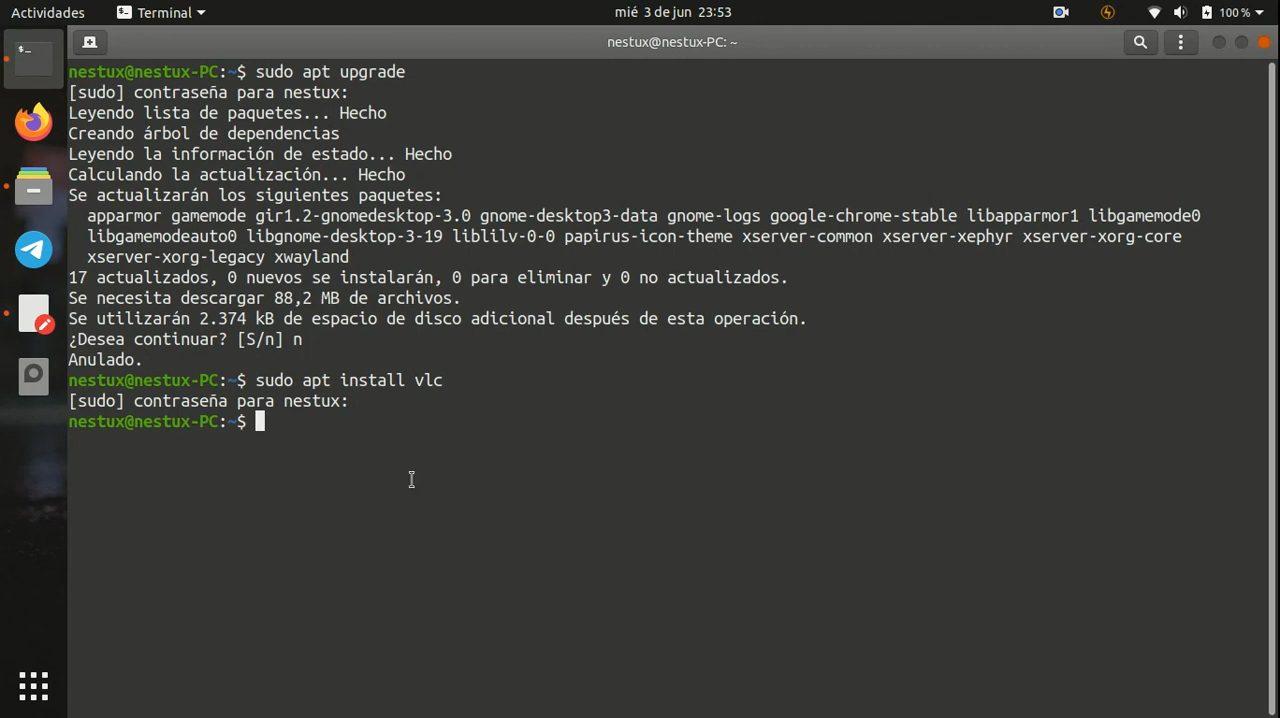 Actividades Terminal mié 3 de jun 23:53 100 %
nestux@nestux-PC: ~
nestux@nestux-PC:~$ sudo apt upgrade
[sudo] contraseña para nestux:
Leyendo lista de paquetes... Hecho
Creando árbol de dependencias
Leyendo la información de estado... Hecho
Calculando la actualización... Hecho
Se actualizarán los siguientes paquetes:
apparmor gamemode gir1.2-gnomedesktop-3.0 gnome-desktop3-data gnome-logs google-chrome-stable libapparmor1 libgamemode0
libgamemodeauto0 libgnome-desktop-3-19 liblilv-0-0 papirus-icon-theme xserver-common xserver-xephyr xserver-xorg-core
xserver-xorg-legacy xwayland
17 actualizados, 0 nuevos se instalarán, 0 para eliminar y 0 no actualizados.
Se necesita descargar 88,2 MB de archivos.
Se utilizarán 2.374 kB de espacio de disco adicional después de esta operación.
¿Desea continuar? [S/n] n
Anulado.
nestux@nestux-PC:~$ sudo apt install vlc
[sudo] contraseña para nestux:
nestux@nestux-PC:~$